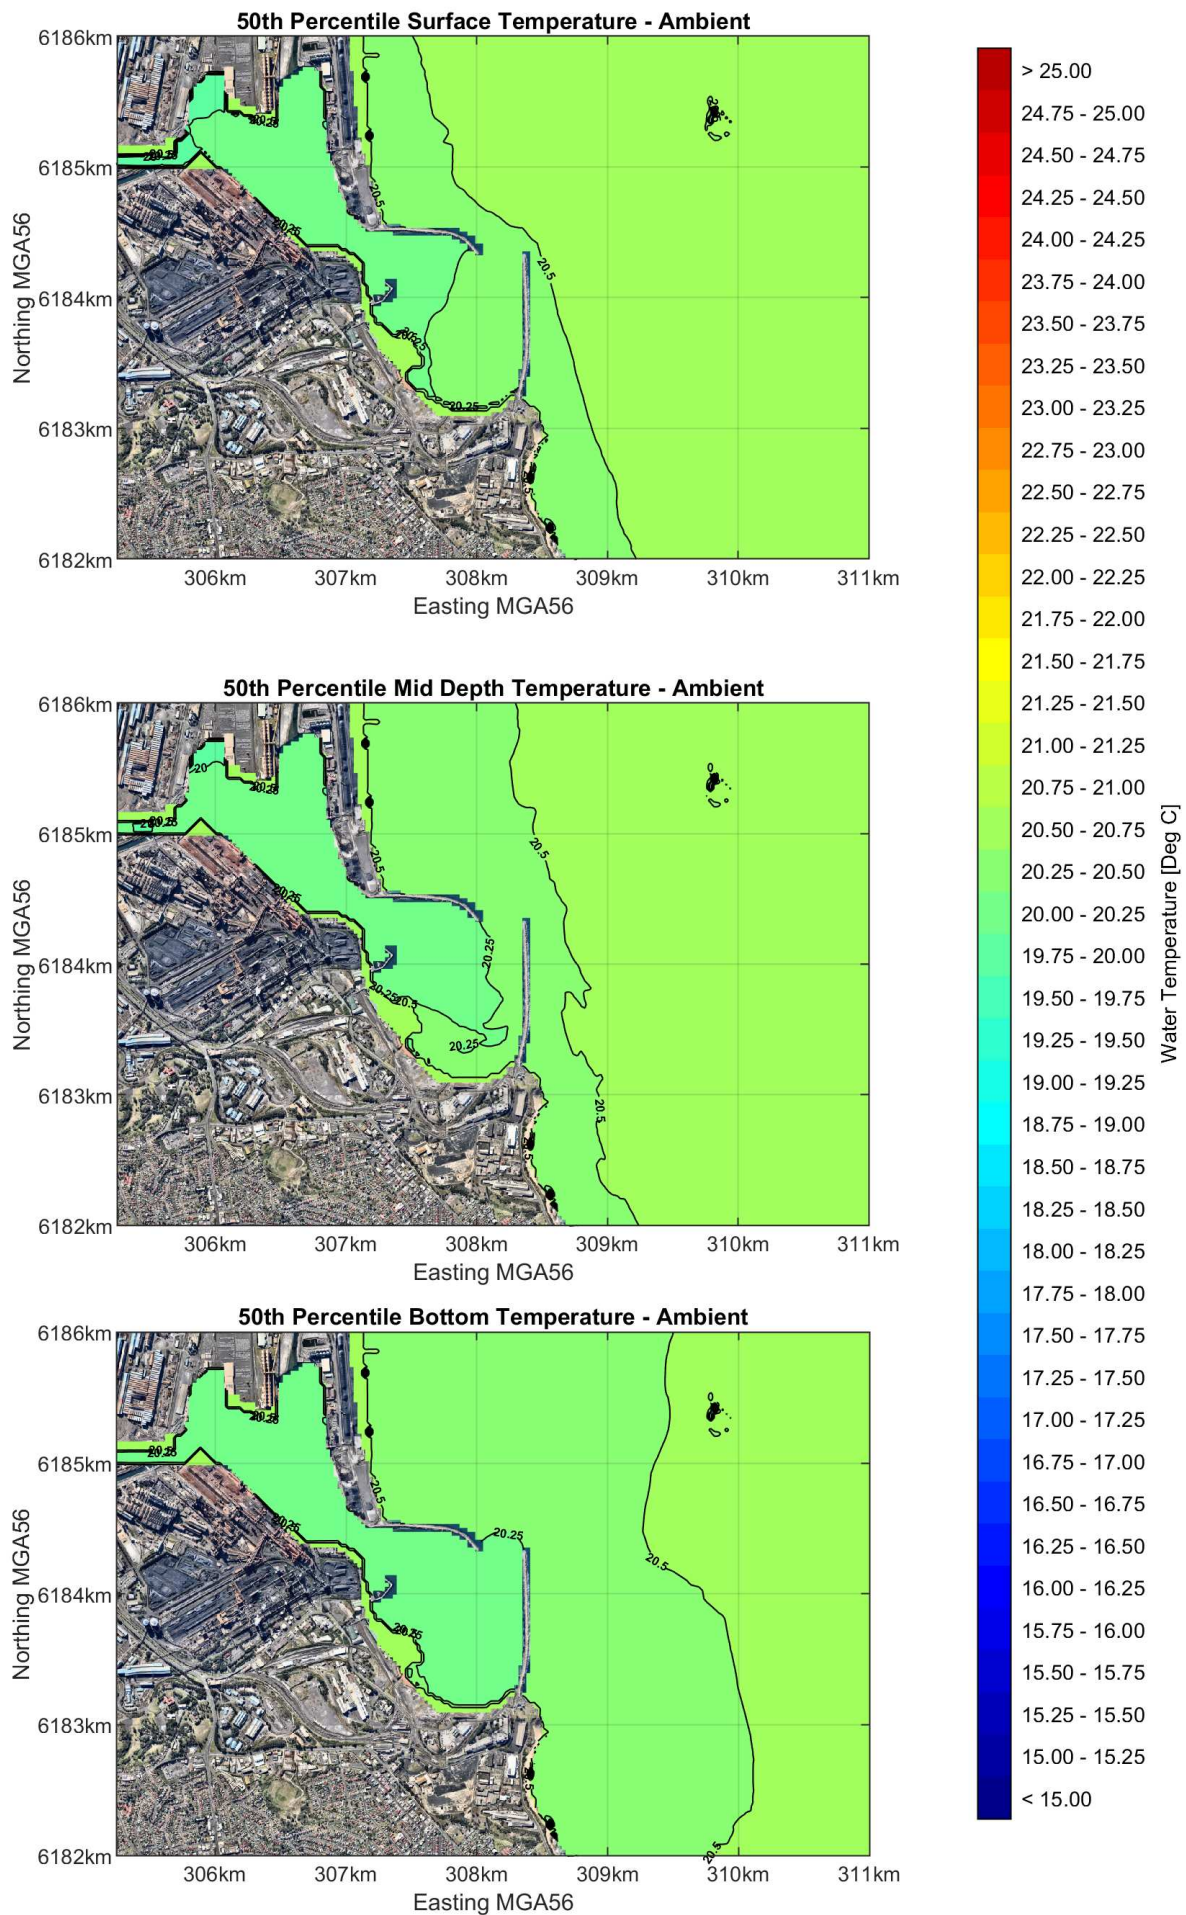 50th Percentile Surface Temperature - Ambient
6186km
6185km
6184km
6183km
6182km
Northing MGA56
20.25
20.5
20.25
20.5
20.25
20.5
306km
307km
308km
309km
310km
311km
Easting MGA56
50th Percentile Mid Depth Temperature - Ambient
6186km
6185km
6184km
6183km
6182km
Northing MGA56
20
20.5
20.5
20.25
20.25
20.25
20.5
20.25
20.5
306km
307km
308km
309km
310km
311km
Easting MGA56
50th Percentile Bottom Temperature - Ambient
6186km
6185km
6184km
6183km
6182km
Northing MGA56
20.5
20.25
20.25
20.5
20.5
306km
307km
308km
309km
310km
311km
Easting MGA56
> 25.00
24.75 - 25.00
24.50 - 24.75
24.25 - 24.50
24.00 - 24.25
23.75 - 24.00
23.50 - 23.75
23.25 - 23.50
23.00 - 23.25
22.75 - 23.00
22.50 - 22.75
22.25 - 22.50
22.00 - 22.25
21.75 - 22.00
21.50 - 21.75
21.25 - 21.50
21.00 - 21.25
20.75 - 21.00
20.50 - 20.75
20.25 - 20.50
20.00 - 20.25
19.75 - 20.00
19.50 - 19.75
19.25 - 19.50
19.00 - 19.25
18.75 - 19.00
18.50 - 18.75
18.25 - 18.50
18.00 - 18.25
17.75 - 18.00
17.50 - 17.75
17.25 - 17.50
17.00 - 17.25
16.75 - 17.00
16.50 - 16.75
16.25 - 16.50
16.00 - 16.25
15.75 - 16.00
15.50 - 15.75
15.25 - 15.50
15.00 - 15.25
< 15.00
Water Temperature [Deg C]